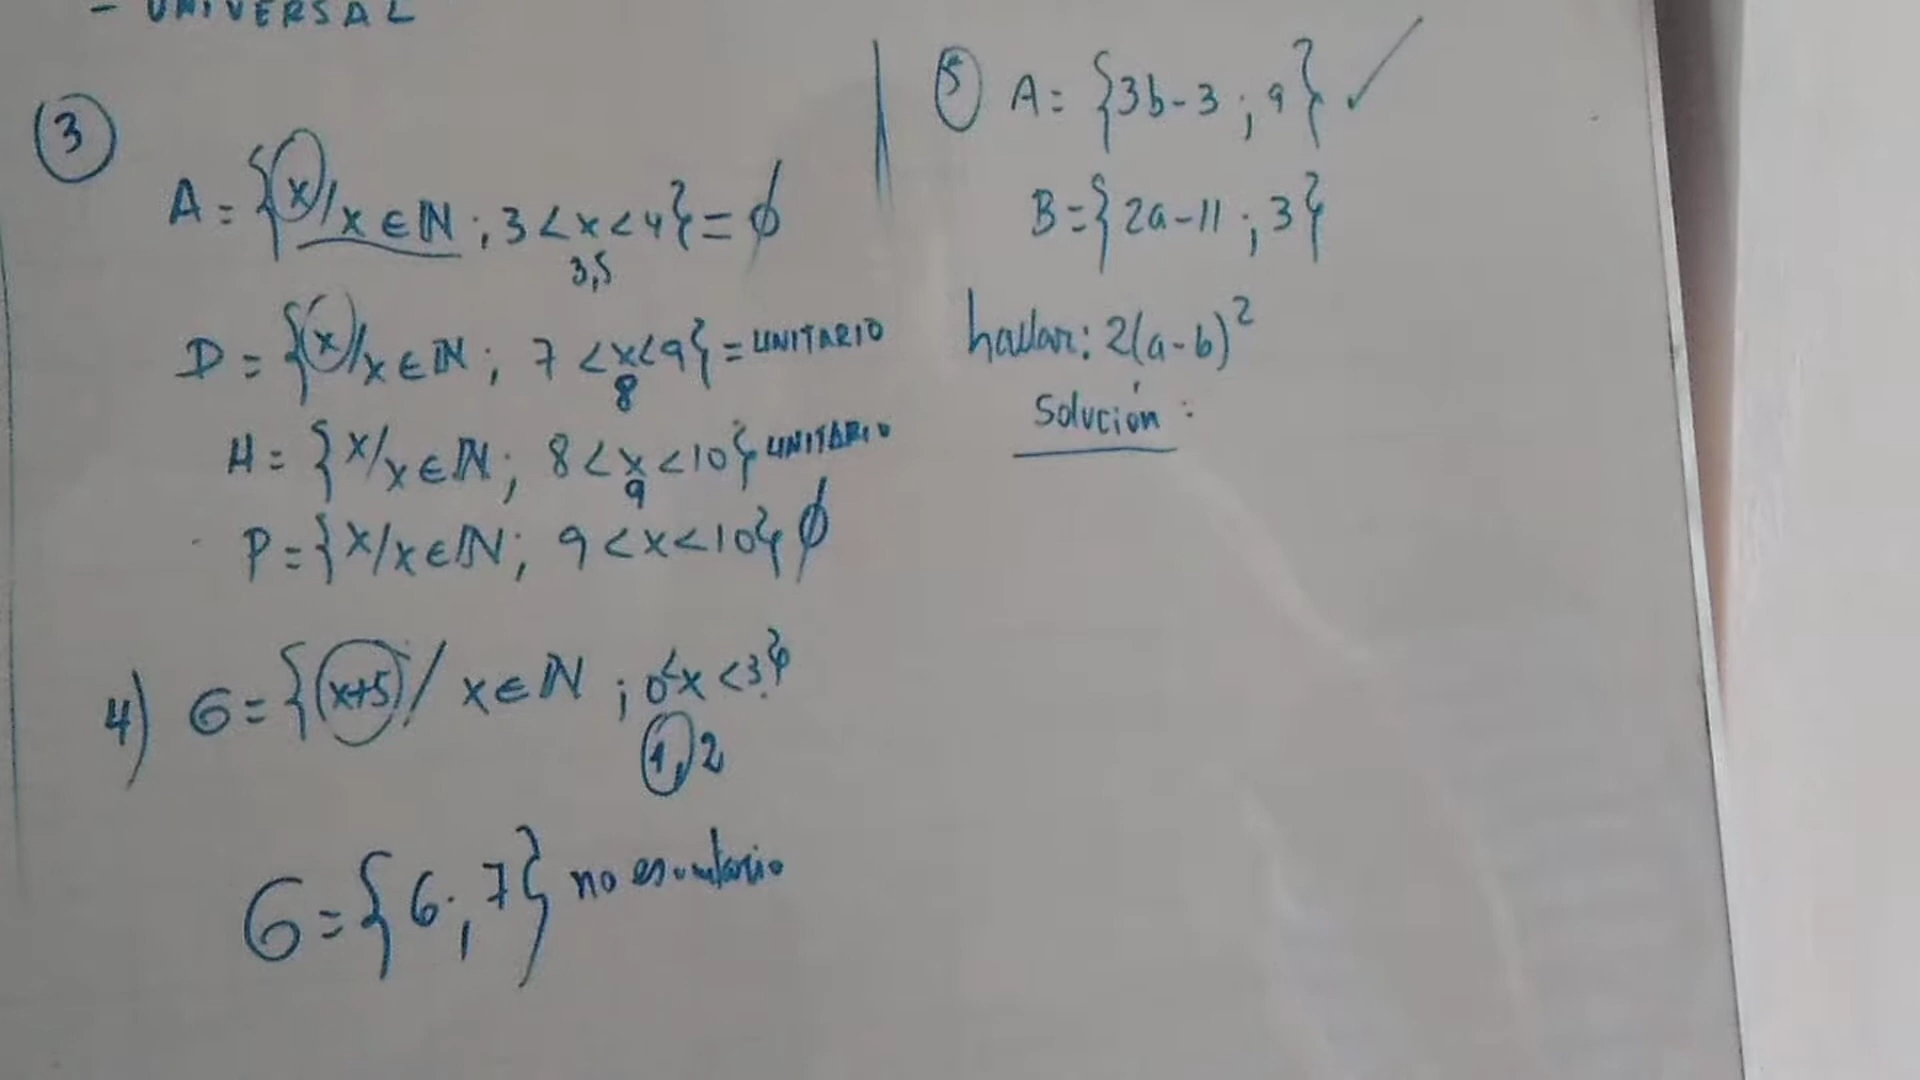 - UNIVERSAL
③
A = {x/x ∈ ℕ ; 3 < x < 4} = ϕ
3,5
D = {x/x ∈ ℕ ; 7 < x < 9} = UNITARIO
8
H = {x/x ∈ ℕ ; 8 < x < 10} UNITARIO
9
P = {x/x ∈ ℕ ; 9 < x < 10} ϕ
4) G = {(x+5)/ x ∈ ℕ ; 0 < x < 3}
1, 2
G = {6 ; 7} no es unitario
⑤ A = {3b-3 ; 9} ✓
B = {2a-11 ; 3}
hallar: 2(a-b)²
Solución :